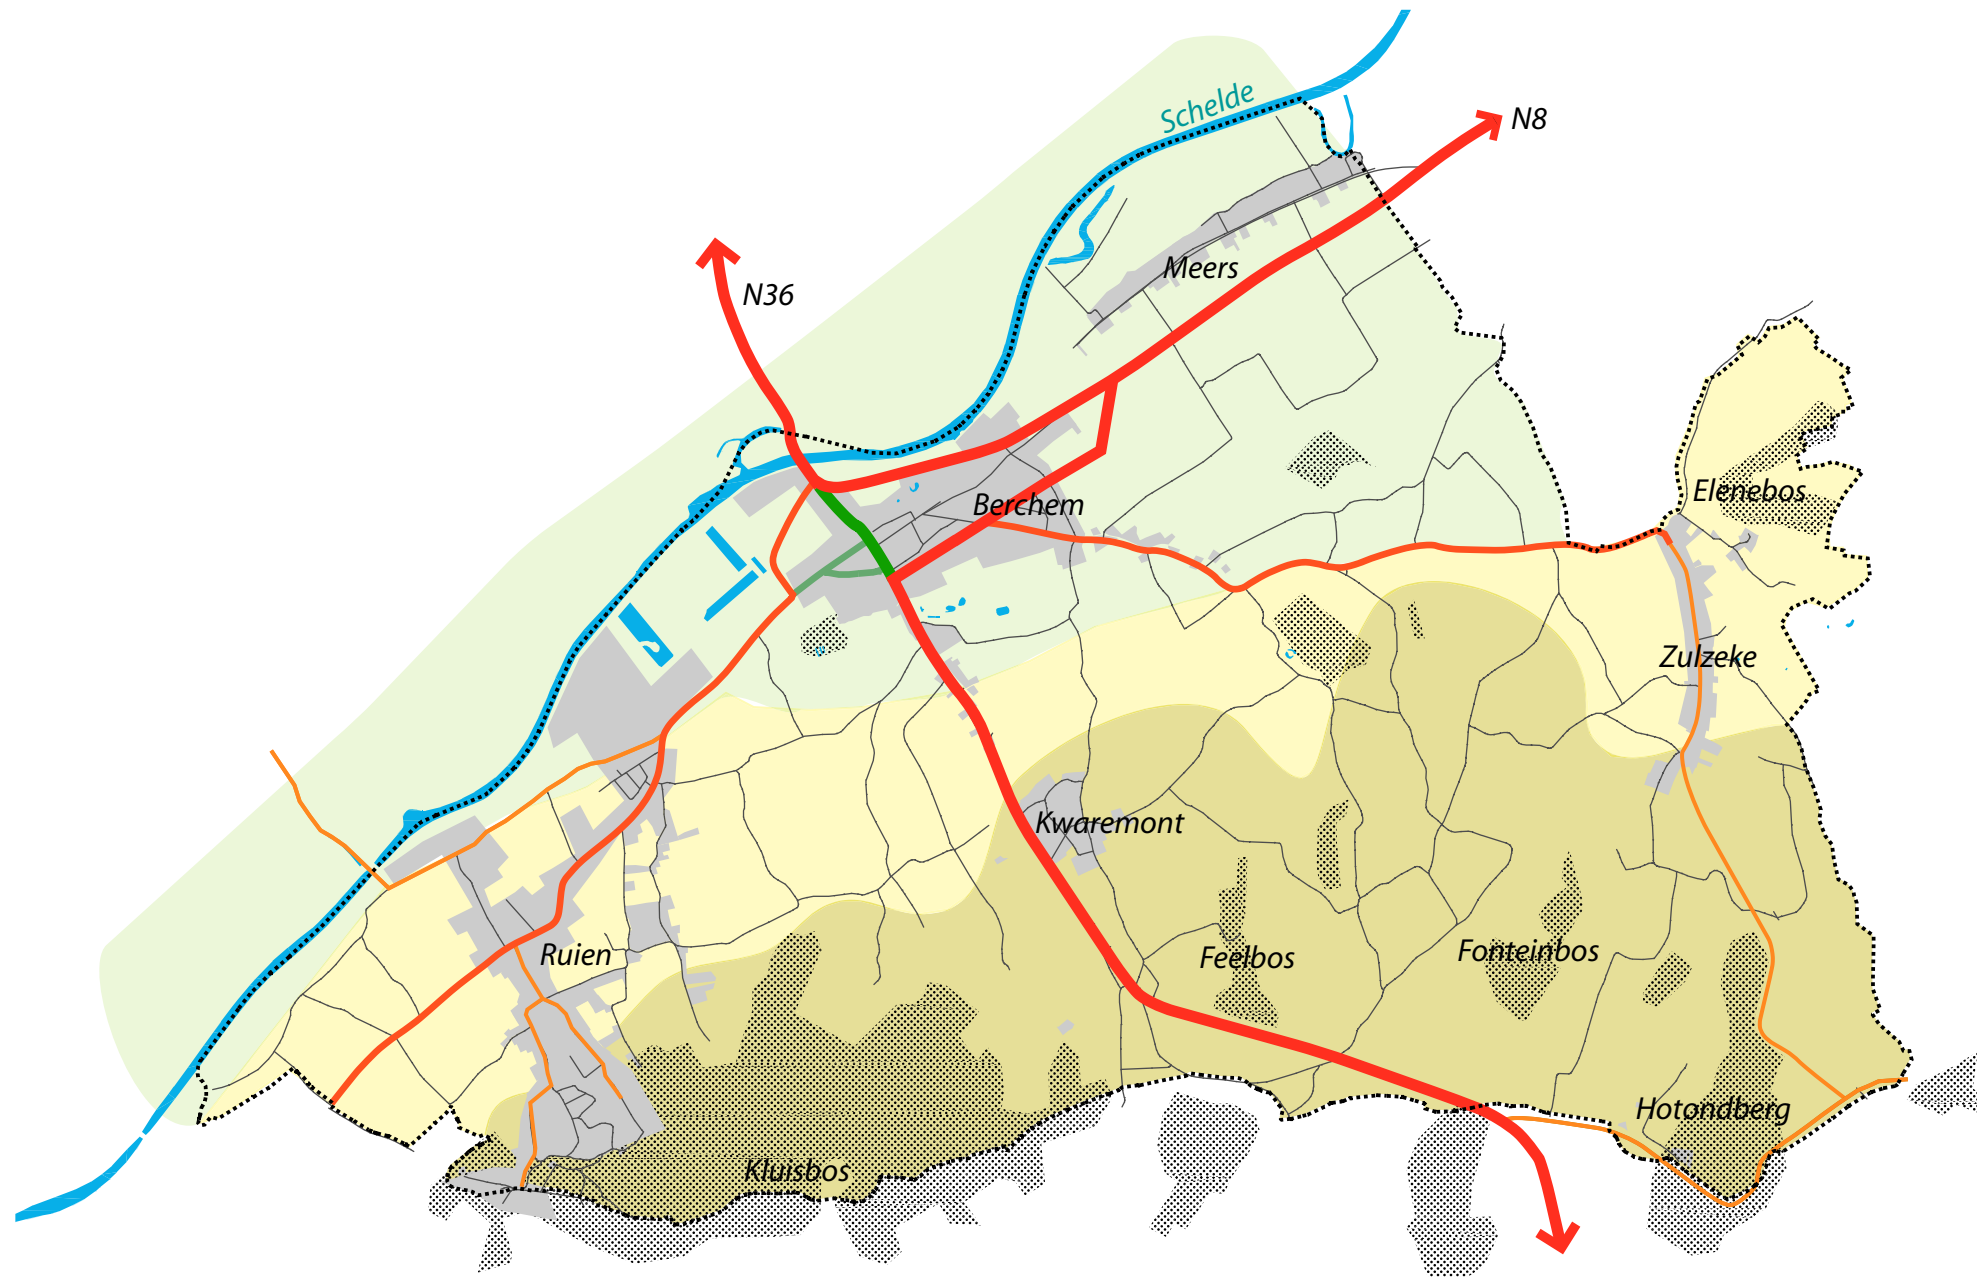 Schelde
N8
N36
Meers
Berchem
Elenebos
Zulzeke
Kwaremont
Ruien
Feelbos
Fonteinbos
Hotondberg
Kluisbos